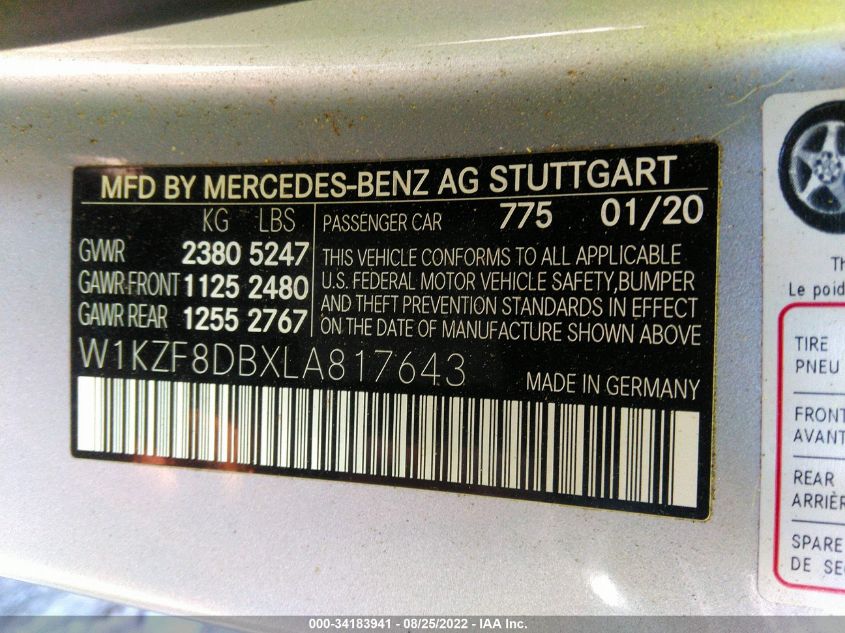 MFD BY MERCEDES-BENZ AG STUTTGART
KG LBS
GVWR 2380 5247
GAWR-FRONT 1125 2480
GAWR REAR 1255 2767
PASSENGER CAR 775 01/20
THIS VEHICLE CONFORMS TO ALL APPLICABLE
U.S. FEDERAL MOTOR VEHICLE SAFETY,BUMPER
AND THEFT PREVENTION STANDARDS IN EFFECT
ON THE DATE OF MANUFACTURE SHOWN ABOVE
W1KZF8DBXLA817643
MADE IN GERMANY
Th
Le poid
TIRE
PNEU
FRONT
AVANT
REAR
ARRIÈR
SPARE
DE SE
000-34183941 - 08/25/2022 - IAA Inc.